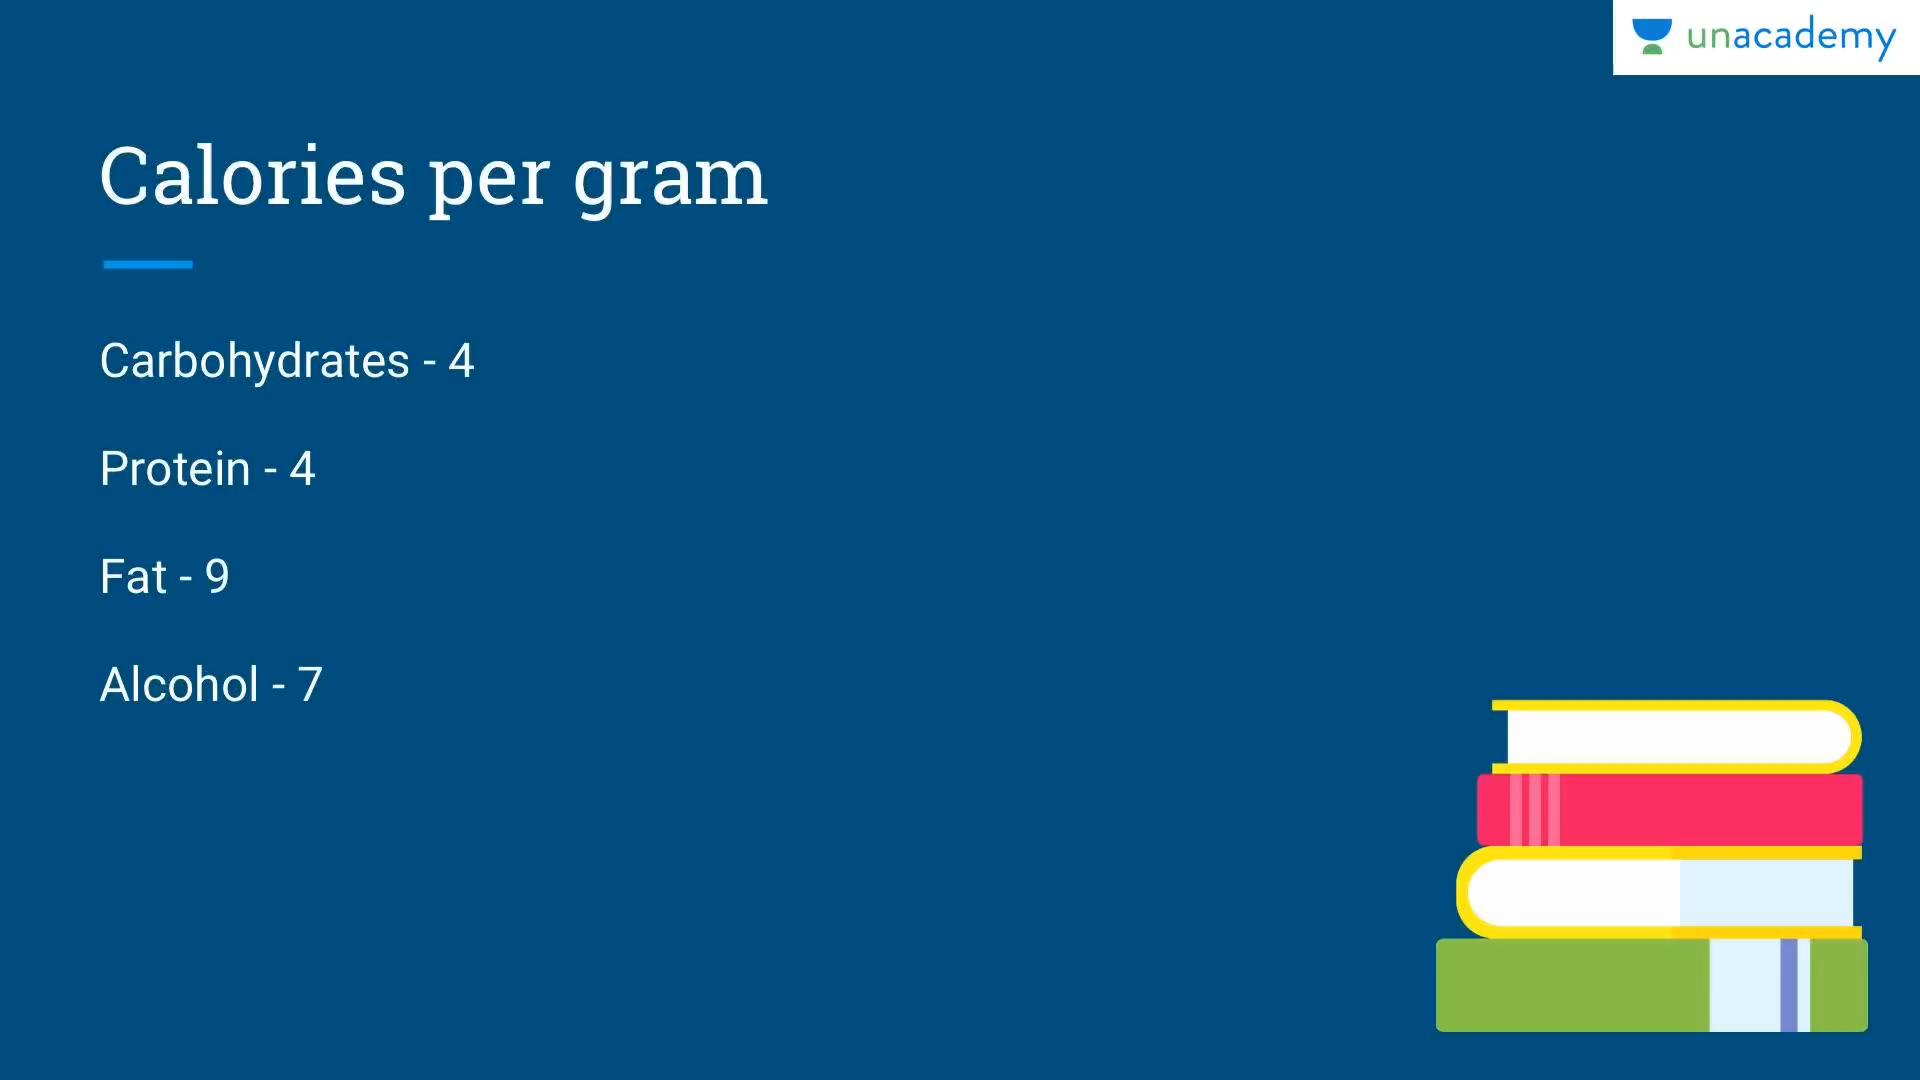 unacademy
Calories per gram
Carbohydrates - 4
Protein - 4
Fat - 9
Alcohol - 7